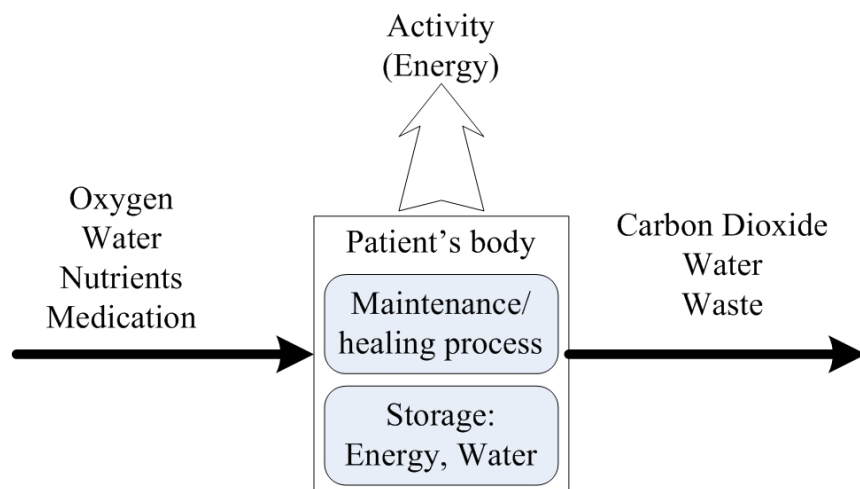 Activity
(Energy)
Oxygen
Water
Nutrients
Medication
Patient's body
Maintenance/
healing process
Storage:
Energy, Water
Carbon Dioxide
Water
Waste